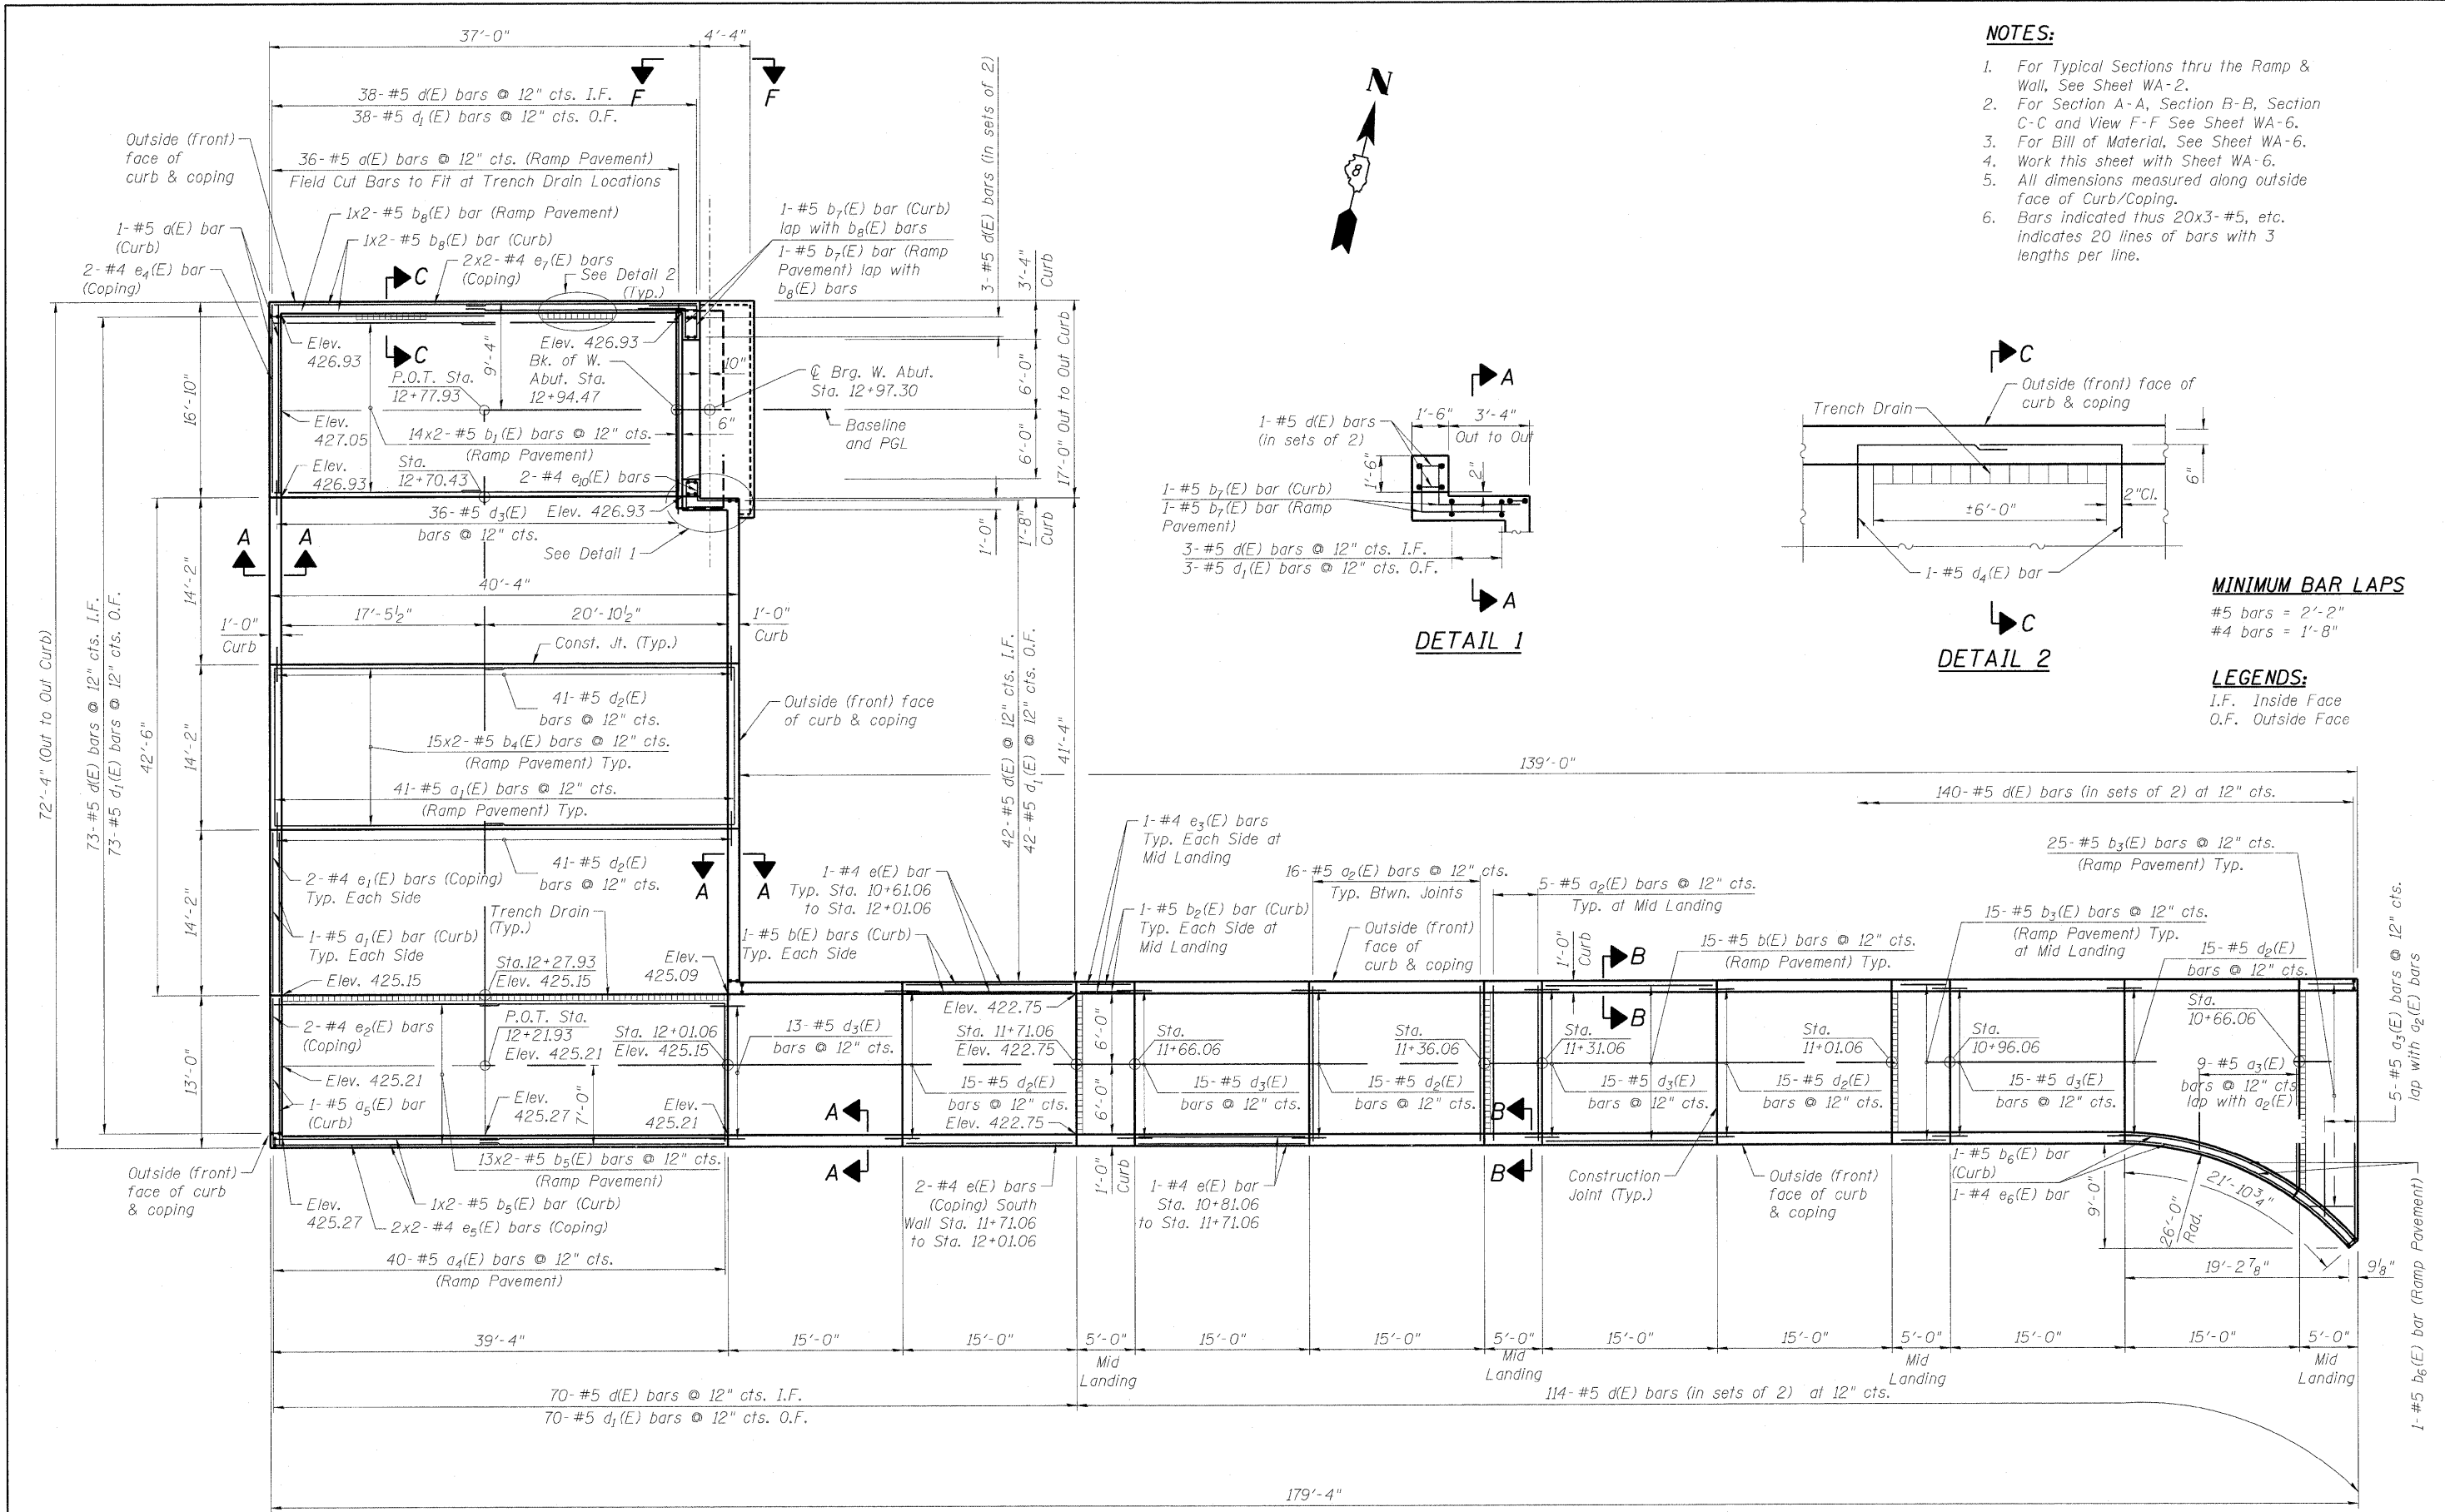 37'-0"
4'-4"
F
F
38-#5 d(E) bars @ 12" cts. I.F.
38-#5 d₁(E) bars @ 12" cts. O.F.
Outside (front)
face of
curb & coping
36-#5 a(E) bars @ 12" cts. (Ramp Pavement)
Field Cut Bars to Fit at Trench Drain Locations
1x2-#5 b₈(E) bar (Ramp Pavement)
1-#5 a(E) bar
(Curb)
1x2-#5 b₈(E) bar (Curb)
2-#4 e₄(E) bar
(Coping)
C
2x2-#4 e₇(E) bars
(Coping)
See Detail 2
(Typ.)
1-#5 b₇(E) bar (Curb)
lap with b₈(E) bars
1-#5 b₇(E) bar (Ramp
Pavement) lap with
b₈(E) bars
3-#5 d(E) bars (in sets of 2)
3'-4"
Curb
6'-0"
6'-0"
17'-0" Out to Out Curb
1'-0"
1'-8"
Curb
Elev.
426.93
C
9'-4"
Elev. 426.93
Bk. of W.
Abut. Sta.
12+94.47
10"
6"
℄ Brg. W. Abut.
Sta. 12+97.30
P.O.T. Sta.
12+77.93
Baseline
and PGL
16'-10"
Elev.
427.05
14x2-#5 b₁(E) bars @ 12" cts.
(Ramp Pavement)
Elev.
426.93
Sta.
12+70.43
2-#4 e₁₀(E) bars
36-#5 d₃(E)
bars @ 12" cts.
Elev. 426.93
See Detail 1
A
A
40'-4"
14'-2"
1'-0"
Curb
17'-5½"
20'-10½"
1'-0"
Curb
Const. Jt. (Typ.)
72'-4" (Out to Out Curb)
73-#5 d(E) bars @ 12" cts. I.F.
73-#5 d₁(E) bars @ 12" cts. O.F.
42'-6"
14'-2"
41-#5 d₂(E)
bars @ 12" cts.
15x2-#5 b₄(E) bars @ 12" cts.
(Ramp Pavement) Typ.
41-#5 a₁(E) bars @ 12" cts.
(Ramp Pavement) Typ.
Outside (front) face
of curb & coping
42-#5 d(E) @ 12" cts. I.F.
42-#5 d₁(E) @ 12" cts. O.F.
41'-4"
14'-2"
41-#5 d₂(E)
bars @ 12" cts.
2-#4 e₁(E) bars (Coping)
Typ. Each Side
A
A
Trench Drain
(Typ.)
1-#5 a₁(E) bar (Curb)
Typ. Each Side
Elev. 425.15
Sta.12+27.93
Elev. 425.15
Elev.
425.09
1-#4 e(E) bar
Typ. Sta. 10+61.06
to Sta. 12+01.06
1-#5 b(E) bars (Curb)
Typ. Each Side
1-#4 e₃(E) bars
Typ. Each Side at
Mid Landing
1-#5 b₂(E) bar (Curb)
Typ. Each Side at
Mid Landing
16-#5 a₂(E) bars @ 12" cts.
Typ. Btwn. Joints
5-#5 a₂(E) bars @ 12" cts.
Typ. at Mid Landing
Outside (front)
face of
curb & coping
1'-0"
Curb
B
B
15-#5 b(E) bars @ 12" cts.
(Ramp Pavement) Typ.
139'-0"
140-#5 d(E) bars (in sets of 2) at 12" cts.
25-#5 b₃(E) bars @ 12" cts.
(Ramp Pavement) Typ.
15-#5 b₃(E) bars @ 12" cts.
(Ramp Pavement) Typ.
at Mid Landing
15-#5 d₂(E)
bars @ 12" cts.
5-#5 a₃(E) bars @ 12" cts.
lap with a₂(E) bars
13'-0"
2-#4 e₂(E) bars
(Coping)
P.O.T. Sta.
12+21.93
Elev. 425.21
Sta. 12+01.06
Elev. 425.15
13-#5 d₃(E)
bars @ 12" cts.
Elev. 422.75
Sta. 11+71.06
Elev. 422.75
6'-0"
6'-0"
Sta.
11+66.06
Sta.
11+36.06
Sta.
11+31.06
Sta.
11+01.06
Sta.
10+96.06
Sta.
10+66.06
Elev. 425.21
1-#5 a₅(E) bar
(Curb)
Elev.
425.27
7'-0"
Elev.
425.21
15-#5 d₂(E)
bars @ 12" cts.
Elev. 422.75
15-#5 d₃(E)
bars @ 12" cts.
15-#5 d₂(E)
bars @ 12" cts.
15-#5 d₃(E)
bars @ 12" cts.
15-#5 d₂(E)
bars @ 12" cts.
15-#5 d₃(E)
bars @ 12" cts.
9-#5 a₃(E)
bars @ 12" cts
lap with a₂(E)
A
A
B
B
Outside (front)
face of curb
& coping
13x2-#5 b₅(E) bars @ 12" cts.
(Ramp Pavement)
Elev.
425.27
1x2-#5 b₅(E) bar (Curb)
2x2-#4 e₅(E) bars (Coping)
40-#5 a₄(E) bars @ 12" cts.
(Ramp Pavement)
2-#4 e(E) bars
(Coping) South
Wall Sta. 11+71.06
to Sta. 12+01.06
1'-0"
Curb
1-#4 e(E) bar
Sta. 10+81.06
to Sta. 11+71.06
Construction
Joint (Typ.)
Outside (front)
face of curb
& coping
1-#5 b₆(E) bar
(Curb)
1-#4 e₆(E) bar
9'-0"
26'-0"
Rad.
21'-10¾"
19'-2⅞"
9⅛"
1-#5 b₆(E) bar (Ramp Pavement)
39'-4"
15'-0"
15'-0"
5'-0"
15'-0"
15'-0"
5'-0"
15'-0"
15'-0"
5'-0"
15'-0"
15'-0"
5'-0"
Mid
Landing
Mid
Landing
Mid
Landing
Mid
Landing
70-#5 d(E) bars @ 12" cts. I.F.
70-#5 d₁(E) bars @ 12" cts. O.F.
114-#5 d(E) bars (in sets of 2) at 12" cts.
179'-4"
N
8
A
1-#5 d(E) bars
(in sets of 2)
1'-6"
3'-4"
Out to Out
1'-6"
2"
1-#5 b₇(E) bar (Curb)
1-#5 b₇(E) bar (Ramp
Pavement)
3-#5 d(E) bars @ 12" cts. I.F.
3-#5 d₁(E) bars @ 12" cts. O.F.
A
DETAIL 1
C
Outside (front) face of
curb & coping
Trench Drain
6"
2"Cl.
±6'-0"
1-#5 d₄(E) bar
C
DETAIL 2
NOTES:
1. For Typical Sections thru the Ramp &
Wall, See Sheet WA-2.
2. For Section A-A, Section B-B, Section
C-C and View F-F See Sheet WA-6.
3. For Bill of Material, See Sheet WA-6.
4. Work this sheet with Sheet WA-6.
5. All dimensions measured along outside
face of Curb/Coping.
6. Bars indicated thus 20x3-#5, etc.
indicates 20 lines of bars with 3
lengths per line.
MINIMUM BAR LAPS
#5 bars = 2'-2"
#4 bars = 1'-8"
LEGENDS:
I.F. Inside Face
O.F. Outside Face